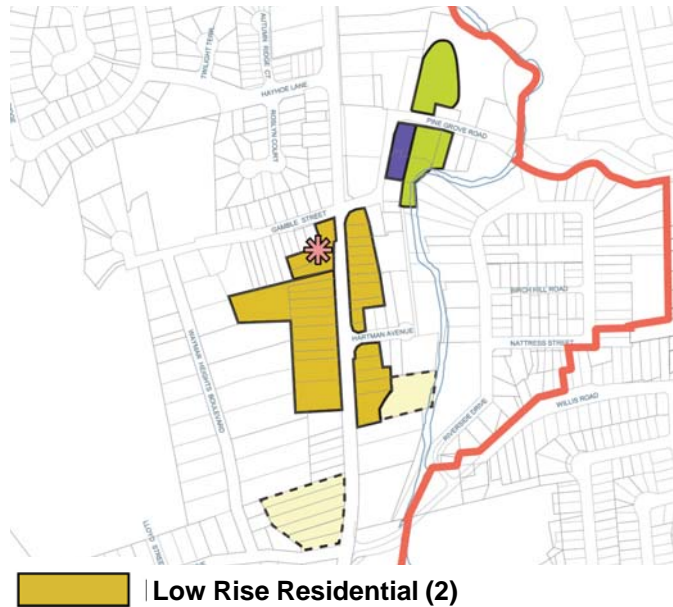 AUTUMN RIDGE CT.
TWILIGHT TERR.
HAYHOE LANE
ROSLYN COURT
PINE GROVE ROAD
GAMBLE STREET
BIRCH HILL ROAD
WAYMAR HEIGHTS BOULEVARD
HARTMAN AVENUE
NATTRESS STREET
WILLIS ROAD
RIVERSIDE DRIVE
LLOYD STREET
Low Rise Residential (2)